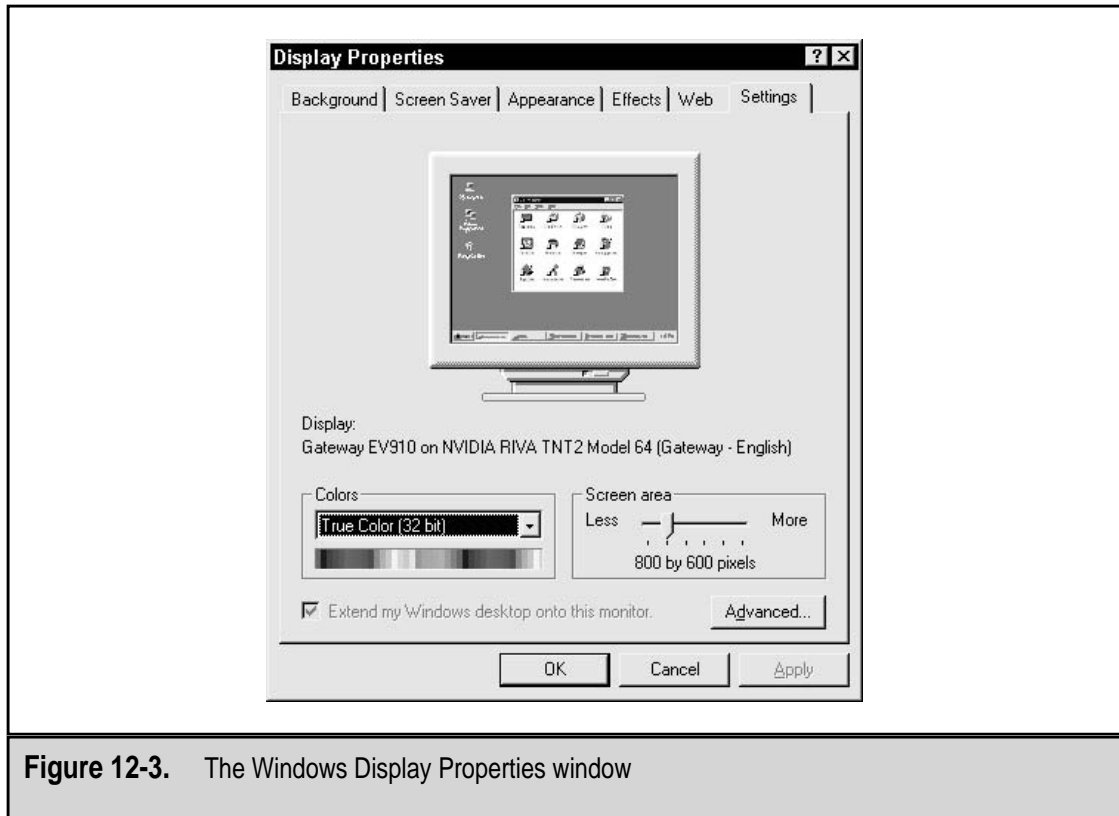 Display Properties
Background Screen Saver Appearance Effects Web Settings
Display:
Gateway EV910 on NVIDIA RIVA TNT2 Model 64 (Gateway - English)
Colors
True Color (32 bit)
Screen area
Less More
800 by 600 pixels
Extend my Windows desktop onto this monitor.
Advanced...
OK Cancel Apply
Figure 12-3. The Windows Display Properties window